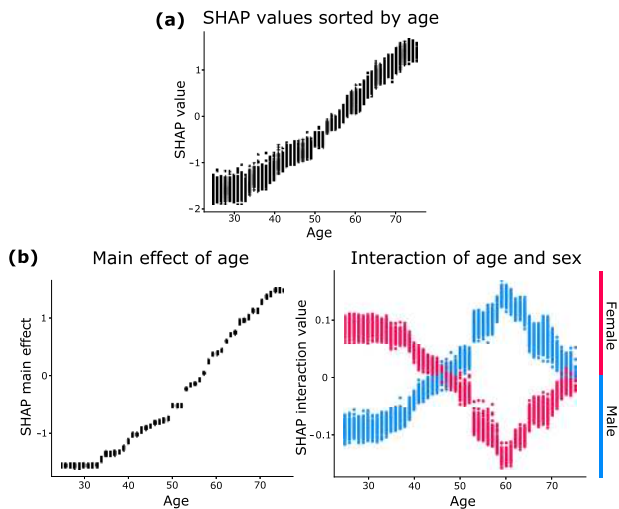 (a) SHAP values sorted by age
SHAP value
1
0
−1
−2
30 40 50 60 70
Age
(b)
Main effect of age
SHAP main effect
1
0
-1
30 40 50 60 70
Age
Interaction of age and sex
SHAP interaction value
0.1
0
−0.1
30 40 50 60 70
Age
Female
Male